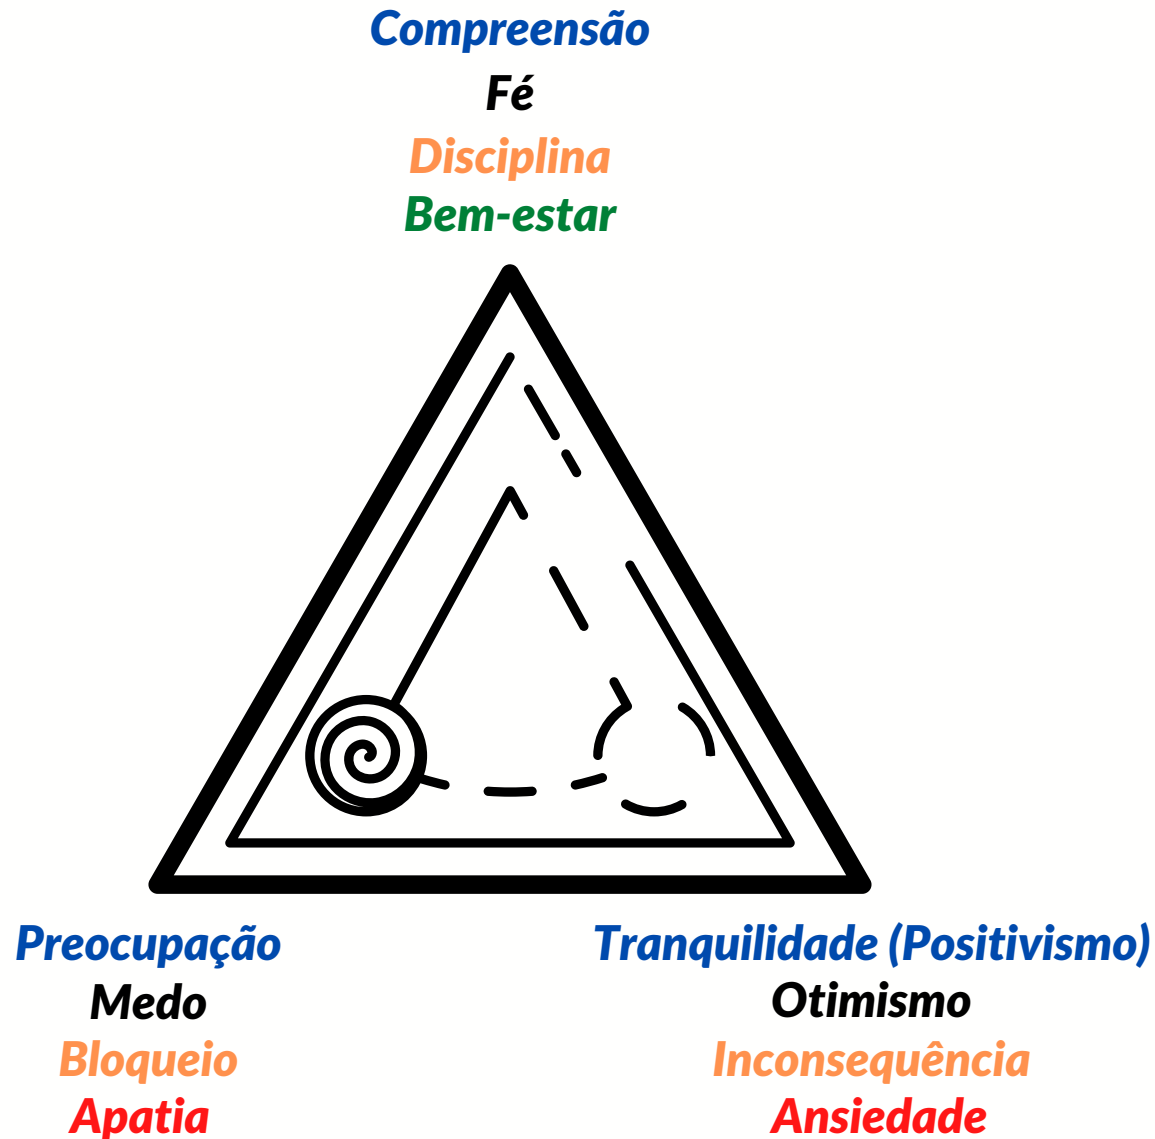 Compreensão
Fé
Disciplina
Bem-estar
Preocupação
Medo
Bloqueio
Apatia
Tranquilidade (Positivismo)
Otimismo
Inconsequência
Ansiedade